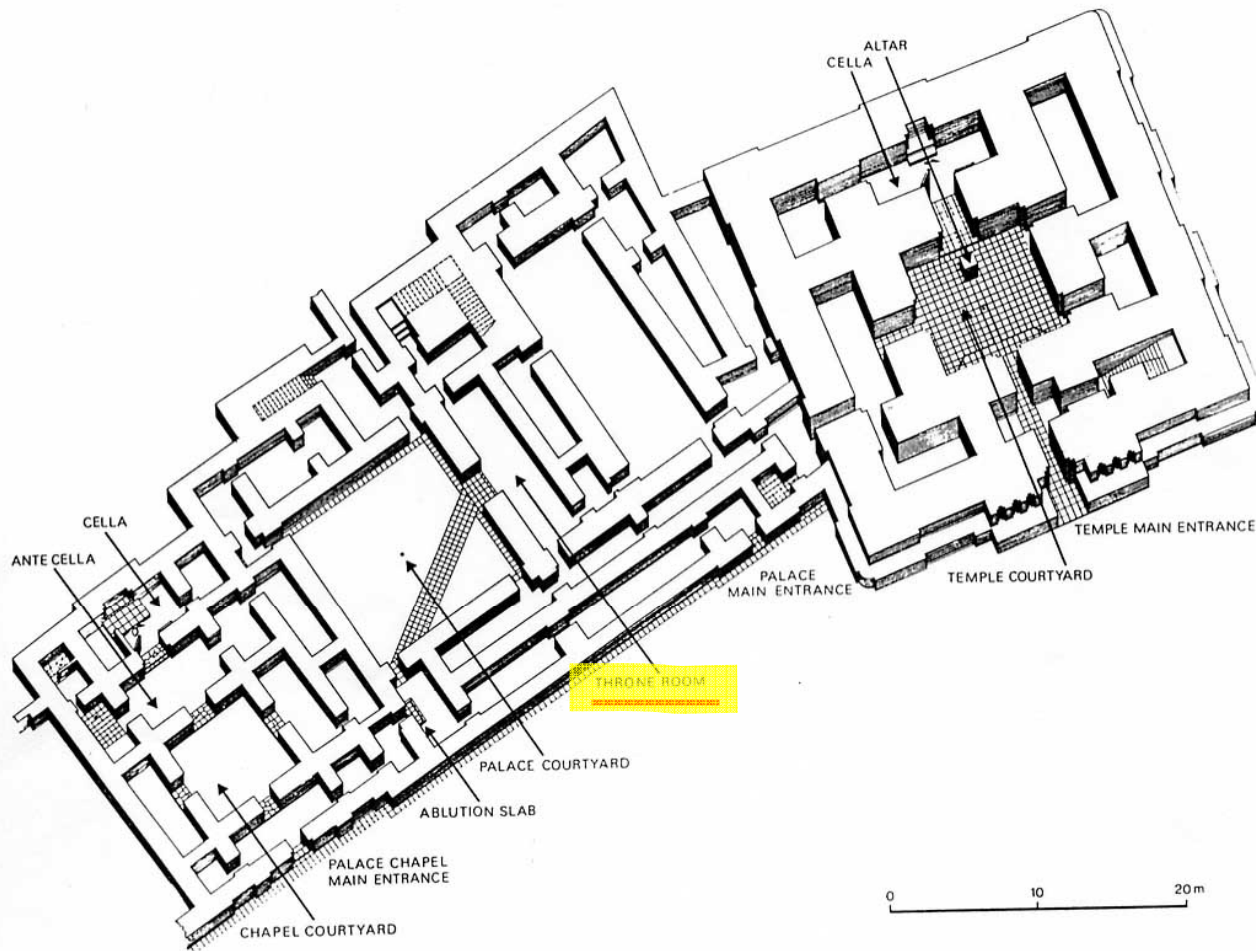 ALTAR
CELLA
CELLA
ANTE CELLA
TEMPLE MAIN ENTRANCE
PALACE
MAIN ENTRANCE
TEMPLE COURTYARD
THRONE ROOM
PALACE COURTYARD
ABLUTION SLAB
PALACE CHAPEL
MAIN ENTRANCE
CHAPEL COURTYARD
0 10 20 m